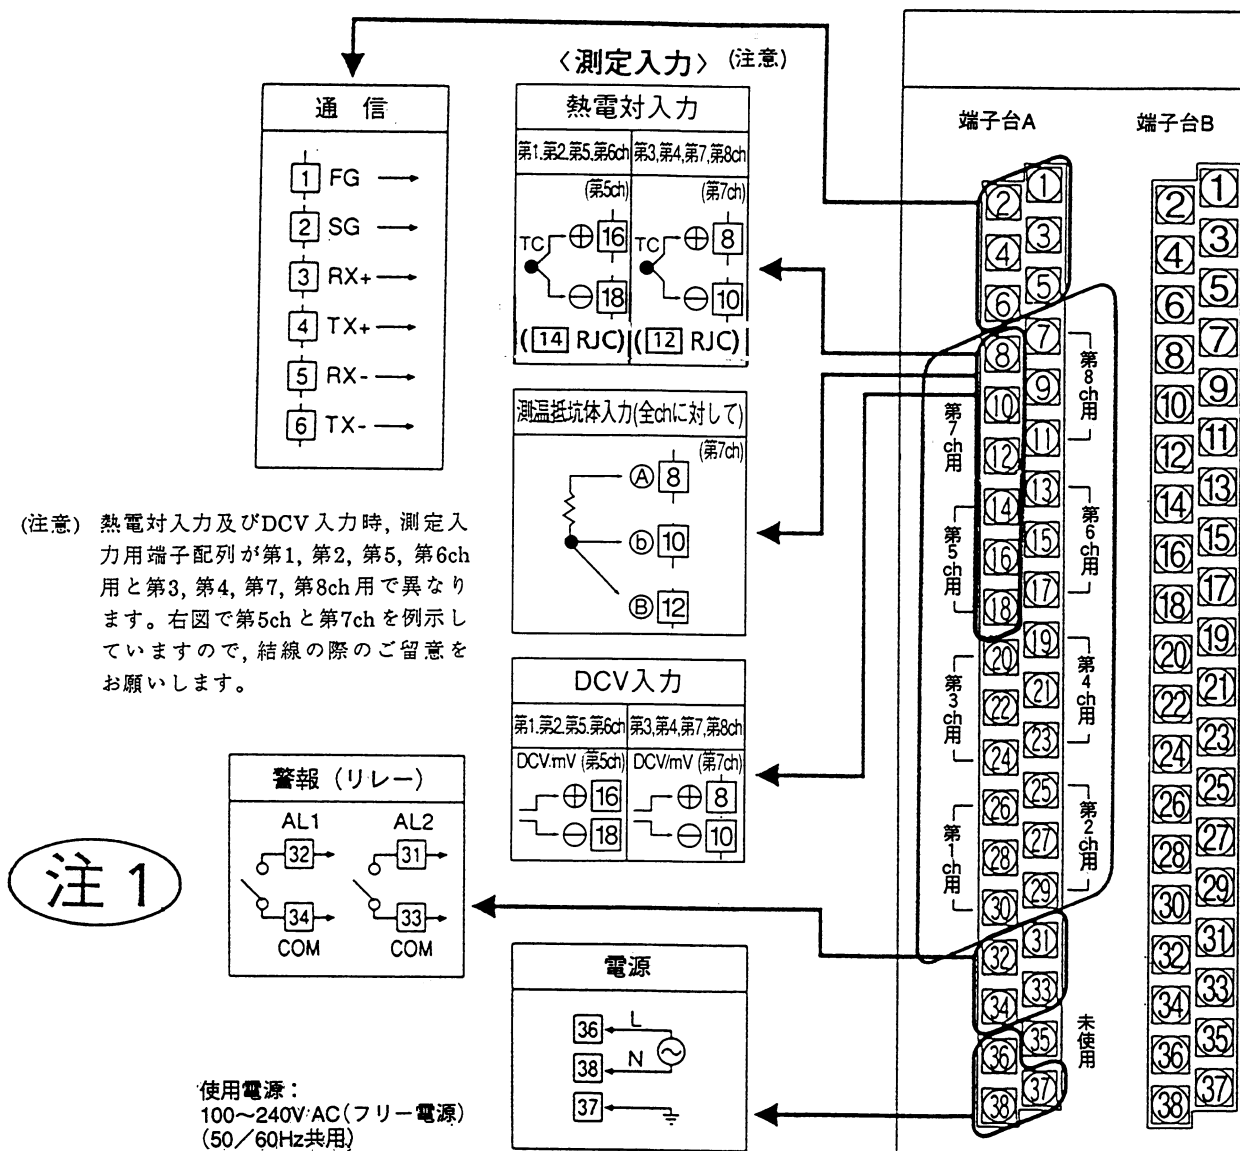 〈測定入力〉 (注意)
通 信
1 FG
2 SG
3 RX+
4 TX+
5 RX-
6 TX-
熱電対入力
第1.第2.第5.第6ch
第3,第4,第7,第8ch
(第5ch)
(第7ch)
TC ⊕ 16
⊖ 18
TC ⊕ 8
⊖ 10
(14 RJC)
(12 RJC)
測温抵抗体入力(全chに対して)
(第7ch)
Ⓐ 8
ⓑ 10
Ⓑ 12
(注意) 熱電対入力及びDCV入力時, 測定入
力用端子配列が第1, 第2, 第5, 第6ch
用と第3, 第4, 第7, 第8ch用で異なり
ます。右図で第5chと第7chを例示し
ていますので, 結線の際のご留意を
お願いします。
DCV入力
第1.第2.第5.第6ch
第3,第4,第7,第8ch
DCV.mV (第5ch)
DCV/mV (第7ch)
⊕ 16
⊖ 18
⊕ 8
⊖ 10
注1
警報 (リレー)
AL1 AL2
32 31
34 33
COM COM
電源
36 L
38 N
37
使用電源：
100～240V AC(フリー電源)
(50／60Hz共用)
端子台A
① ②
③ ④
⑤ ⑥
⑦ ⑧
⑨ ⑩
⑪ ⑫
⑬ ⑭
⑮ ⑯
⑰ ⑱
⑲ ⑳
㉑ ㉒
㉓ ㉔
㉕ ㉖
㉗ ㉘
㉙ ㉚
㉛ ㉜
㉝ ㉞
㉟ ㊱
㊲ ㊳
第8ch用
第7ch用
第6ch用
第5ch用
第4ch用
第3ch用
第2ch用
第1ch用
未使用
端子台B
① ②
③ ④
⑤ ⑥
⑦ ⑧
⑨ ⑩
⑪ ⑫
⑬ ⑭
⑮ ⑯
⑰ ⑱
⑲ ⑳
㉑ ㉒
㉓ ㉔
㉕ ㉖
㉗ ㉘
㉙ ㉚
㉛ ㉜
㉝ ㉞
㉟ ㊱
㊲ ㊳